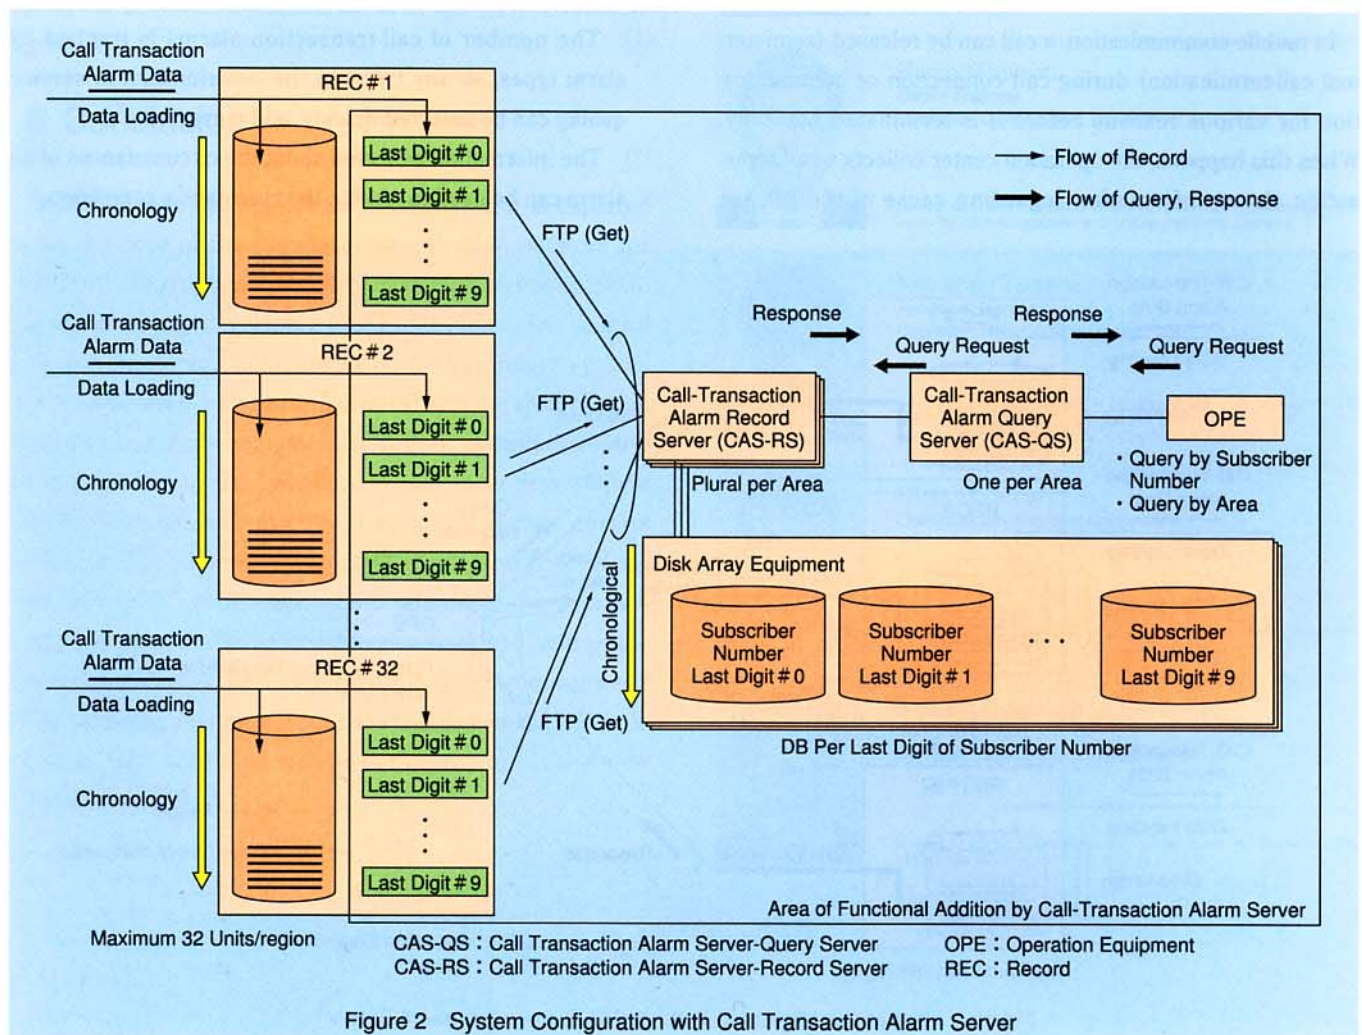 Call Transaction
Alarm Data
Data Loading
Chronology
REC#1
Last Digit#0
Last Digit#1
Last Digit#9
Call Transaction
Alarm Data
Data Loading
Chronology
REC#2
Last Digit#0
Last Digit#1
Last Digit#9
Call Transaction
Alarm Data
Data Loading
Chronology
REC#32
Last Digit#0
Last Digit#1
Last Digit#9
Maximum 32 Units/region
FTP (Get)
FTP (Get)
FTP (Get)
Flow of Record
Flow of Query, Response
Response
Query Request
Response
Query Request
Call-Transaction
Alarm Record
Server (CAS-RS)
Plural per Area
Call-Transaction
Alarm Query
Server (CAS-QS)
One per Area
OPE
・Query by Subscriber
Number
・Query by Area
Chronological
Disk Array Equipment
Subscriber
Number
Last Digit#0
Subscriber
Number
Last Digit#1
Subscriber
Number
Last Digit#9
DB Per Last Digit of Subscriber Number
Area of Functional Addition by Call-Transaction Alarm Server
CAS-QS：Call Transaction Alarm Server-Query Server
CAS-RS：Call Transaction Alarm Server-Record Server
OPE：Operation Equipment
REC：Record
Figure 2 System Configuration with Call Transaction Alarm Server